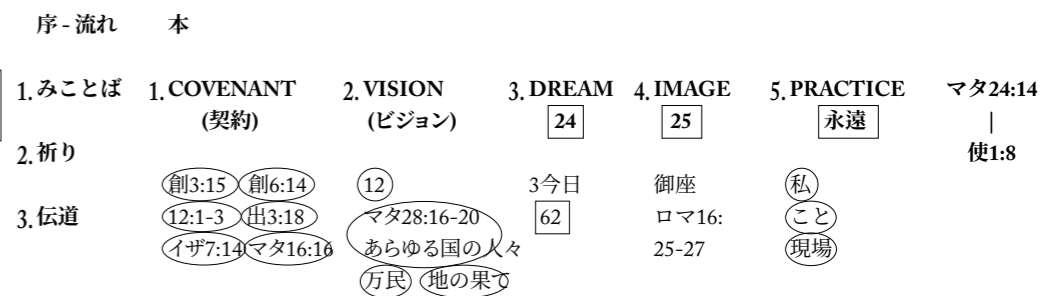 序 - 流れ 本
1. みことば 1. COVENANT 2. VISION 3. DREAM 4. IMAGE 5. PRACTICE マタ24:14
(契約) (ビジョン) 24 25 永遠 |
2. 祈り 使1:8
創3:15 創6:14 12 3今日 御座 私
3. 伝道 12:1-3 出3:18 マタ28:16-20 62 ロマ16: こと
イザ7:14 マタ16:16 あらゆる国の人々 25-27 現場
万民 地の果て